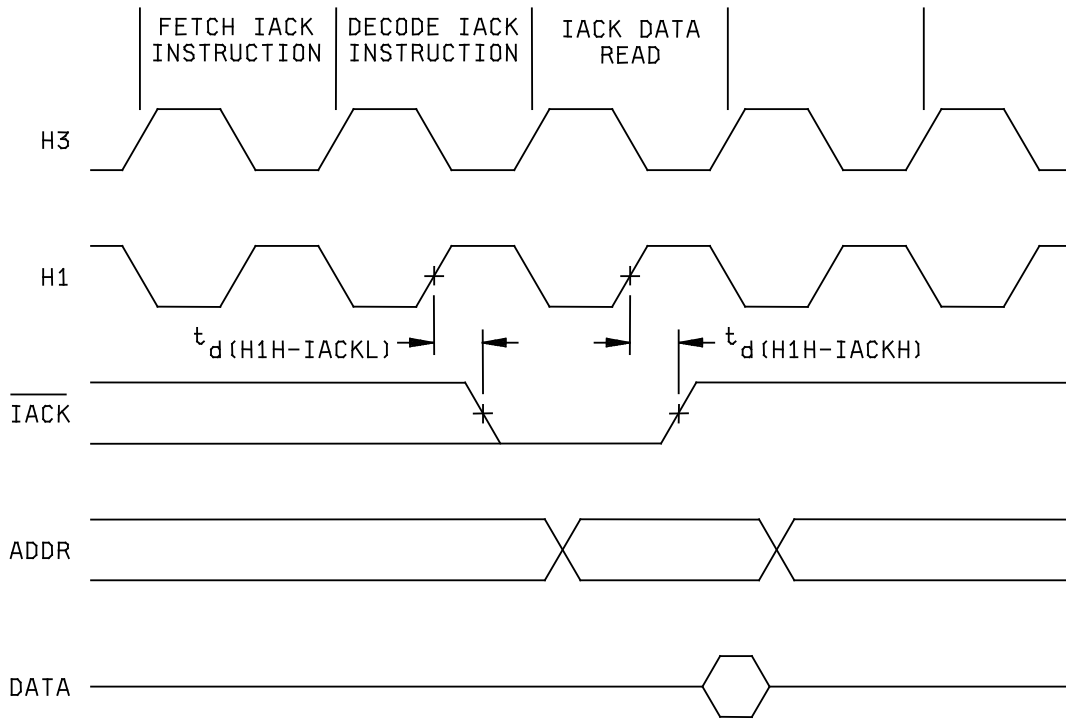 FETCH IACK
INSTRUCTION
DECODE IACK
INSTRUCTION
IACK DATA
READ
H3
H1
td(H1H-IACKL)
td(H1H-IACKH)
IACK
ADDR
DATA